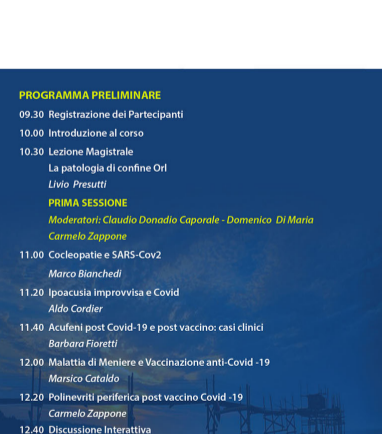 PROGRAMMA PRELIMINARE
09.30 Registrazione dei Partecipanti
10.00 Introduzione al corso
10.30 Lezione Magistrale
La patologia di confine Orl
Livio Presutti
PRIMA SESSIONE
Moderatori: Claudio Donadio Caporale - Domenico Di Maria
Carmelo Zappone
11.00 Cocleopatie e SARS-Cov2
Marco Bianchedi
11.20 Ipoacusia improvvisa e Covid
Aldo Cordier
11.40 Acufeni post Covid-19 e post vaccino: casi clinici
Barbara Fioretti
12.00 Malattia di Meniere e Vaccinazione anti-Covid -19
Marsico Cataldo
12.20 Polinevriti periferica post vaccino Covid -19
Carmelo Zappone
12.40 Discussione Interattiva